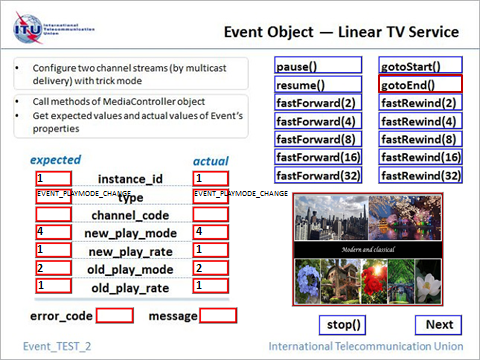 ITU
International
Telecommunication
Union
Event Object — Linear TV Service
• Configure two channel streams (by multicast
delivery) with trick mode
• Call methods of MediaController object
• Get expected values and actual values of Event's
properties
pause() gotoStart()
resume() gotoEnd()
fastForward(2) fastRewind(2)
fastForward(4) fastRewind(4)
fastForward(8) fastRewind(8)
fastForward(16) fastRewind(16)
fastForward(32) fastRewind(32)
expected actual
1 instance_id 1
EVENT_PLAYMODE_CHANGE type EVENT_PLAYMODE_CHANGE
channel_code
4 new_play_mode 4
1 new_play_rate 1
2 old_play_mode 2
1 old_play_rate 1
error_code message
Modern and classical
stop() Next
Event_TEST_2 International Telecommunication Union